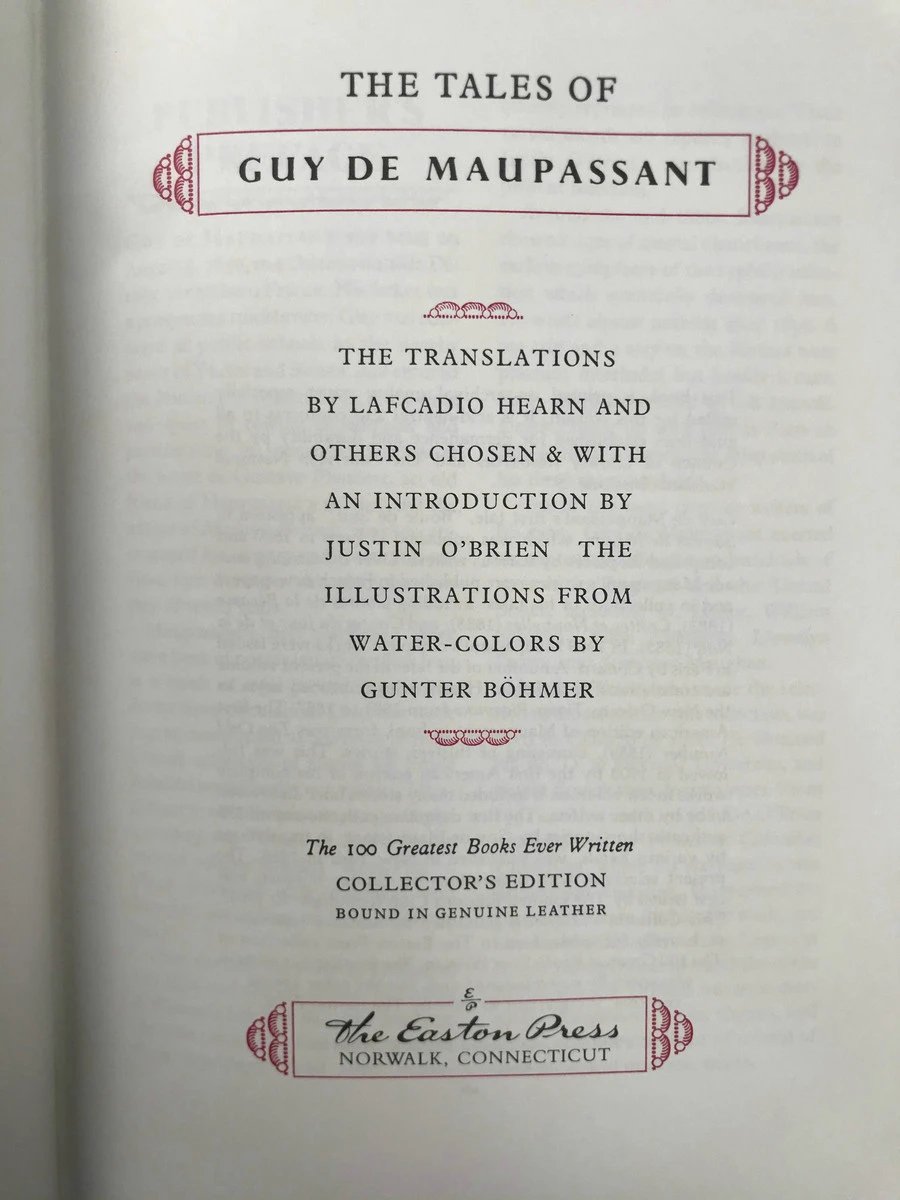 THE TALES OF
GUY DE MAUPASSANT
THE TRANSLATIONS
BY LAFCADIO HEARN AND
OTHERS CHOSEN & WITH
AN INTRODUCTION BY
JUSTIN O'BRIEN THE
ILLUSTRATIONS FROM
WATER-COLORS BY
GUNTER BÖHMER
The 100 Greatest Books Ever Written
COLLECTOR'S EDITION
BOUND IN GENUINE LEATHER
E/P
The Easton Press
NORWALK, CONNECTICUT